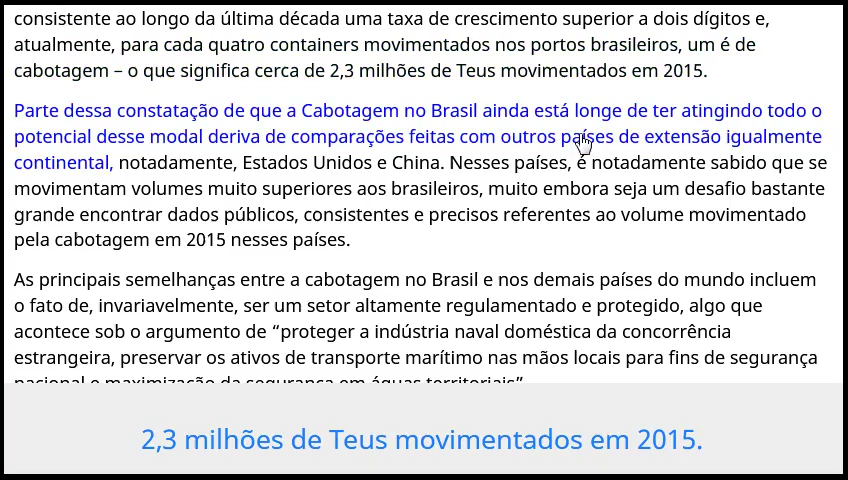 consistente ao longo da última década uma taxa de crescimento superior a dois dígitos e,
atualmente, para cada quatro containers movimentados nos portos brasileiros, um é de
cabotagem – o que significa cerca de 2,3 milhões de Teus movimentados em 2015.
Parte dessa constatação de que a Cabotagem no Brasil ainda está longe de ter atingindo todo o
potencial desse modal deriva de comparações feitas com outros países de extensão igualmente
continental, notadamente, Estados Unidos e China. Nesses países, é notadamente sabido que se
movimentam volumes muito superiores aos brasileiros, muito embora seja um desafio bastante
grande encontrar dados públicos, consistentes e precisos referentes ao volume movimentado
pela cabotagem em 2015 nesses países.
As principais semelhanças entre a cabotagem no Brasil e nos demais países do mundo incluem
o fato de, invariavelmente, ser um setor altamente regulamentado e protegido, algo que
acontece sob o argumento de “proteger a indústria naval doméstica da concorrência
estrangeira, preservar os ativos de transporte marítimo nas mãos locais para fins de segurança
nacional e maximização da segurança em águas territoriais”
2,3 milhões de Teus movimentados em 2015.